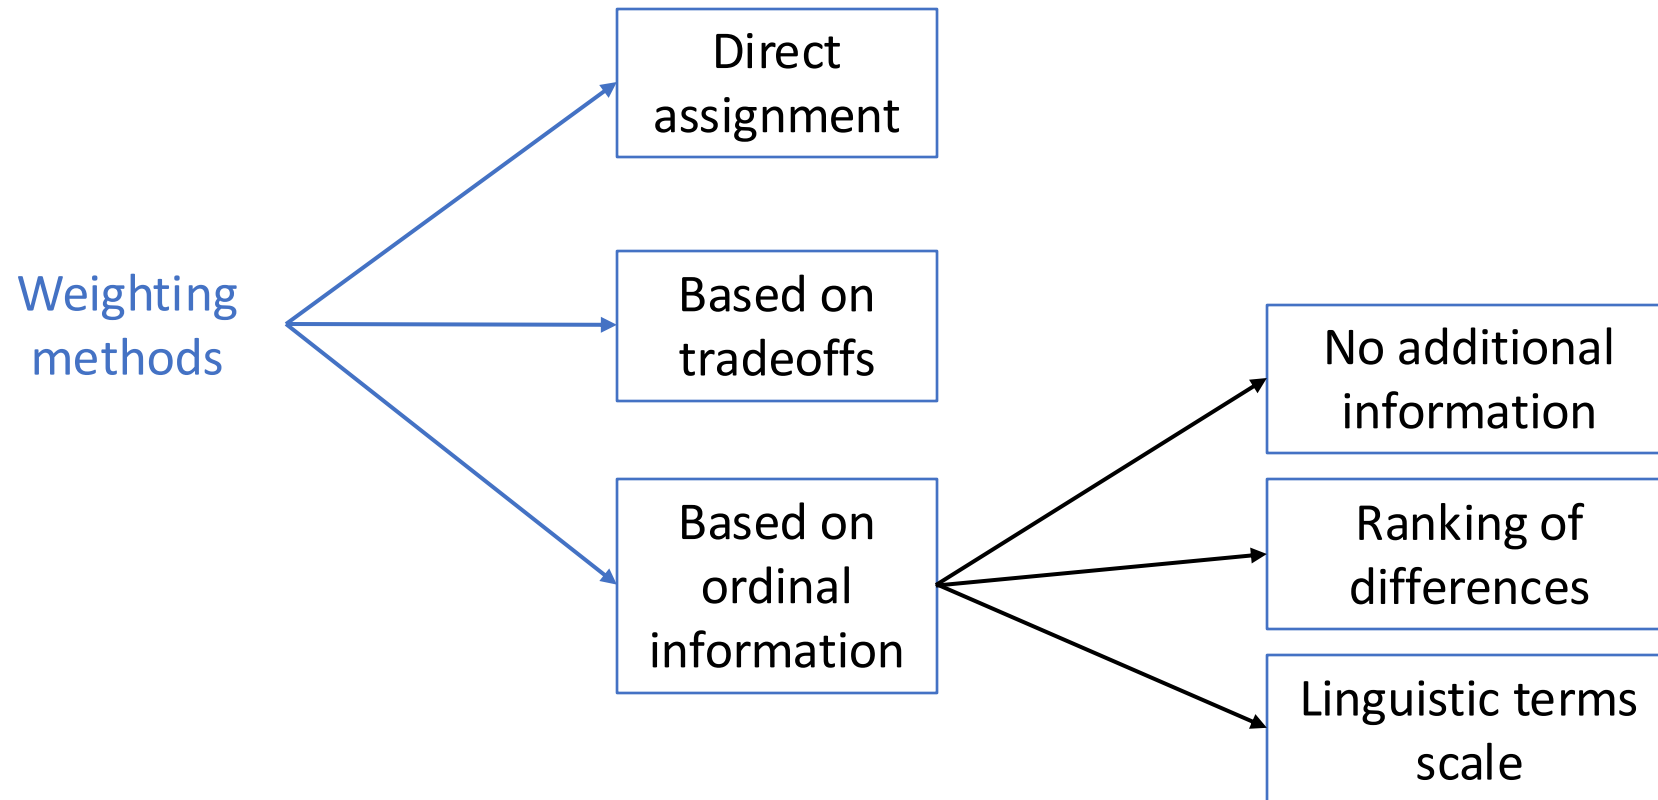 Weighting
methods
Direct
assignment
Based on
tradeoffs
Based on
ordinal
information
No additional
information
Ranking of
differences
Linguistic terms
scale